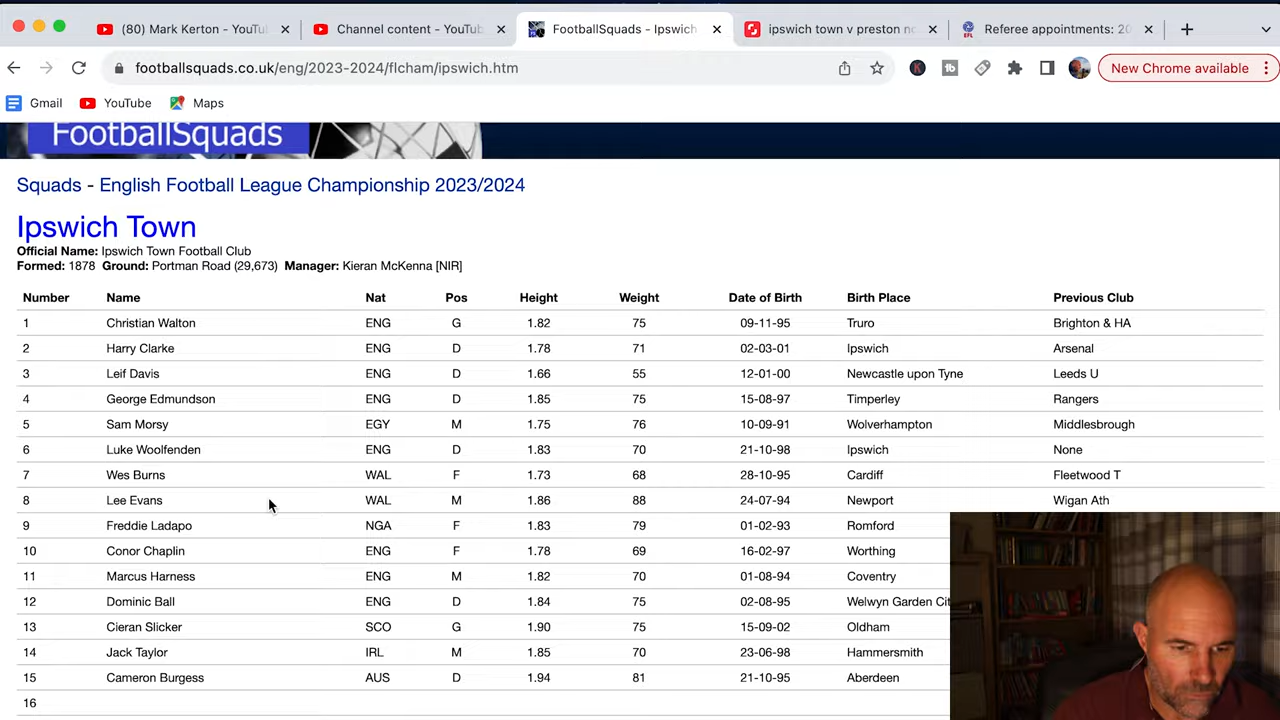 (80) Mark Kerton - YouTu
Channel content - YouTub
FootballSquads - Ipswich
ipswich town v preston no
Referee appointments: 20
footballsquads.co.uk/eng/2023-2024/flcham/ipswich.htm
New Chrome available
Gmail YouTube Maps
FootballSquads
Squads - English Football League Championship 2023/2024
Ipswich Town
Official Name: Ipswich Town Football Club
Formed: 1878 Ground: Portman Road (29,673) Manager: Kieran McKenna [NIR]
Number Name Nat Pos Height Weight Date of Birth Birth Place Previous Club
1 Christian Walton ENG G 1.82 75 09-11-95 Truro Brighton & HA
2 Harry Clarke ENG D 1.78 71 02-03-01 Ipswich Arsenal
3 Leif Davis ENG D 1.66 55 12-01-00 Newcastle upon Tyne Leeds U
4 George Edmundson ENG D 1.85 75 15-08-97 Timperley Rangers
5 Sam Morsy EGY M 1.75 76 10-09-91 Wolverhampton Middlesbrough
6 Luke Woolfenden ENG D 1.83 70 21-10-98 Ipswich None
7 Wes Burns WAL F 1.73 68 28-10-95 Cardiff Fleetwood T
8 Lee Evans WAL M 1.86 88 24-07-94 Newport Wigan Ath
9 Freddie Ladapo NGA F 1.83 79 01-02-93 Romford
10 Conor Chaplin ENG F 1.78 69 16-02-97 Worthing
11 Marcus Harness ENG M 1.82 70 01-08-94 Coventry
12 Dominic Ball ENG D 1.84 75 02-08-95 Welwyn Garden Cit
13 Cieran Slicker SCO G 1.90 75 15-09-02 Oldham
14 Jack Taylor IRL M 1.85 70 23-06-98 Hammersmith
15 Cameron Burgess AUS D 1.94 81 21-10-95 Aberdeen
16